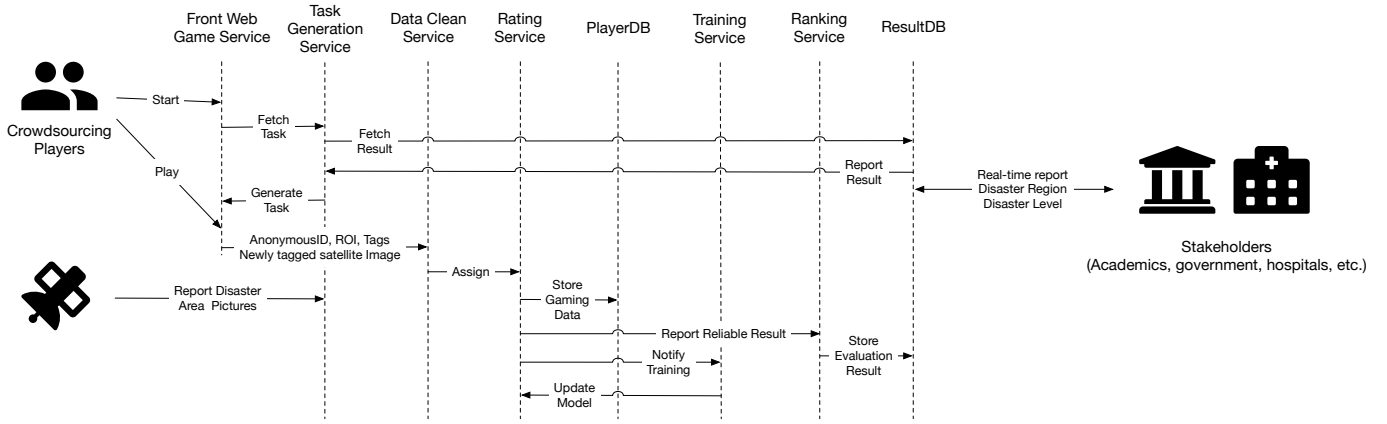 Front Web
Game Service
Task
Generation
Service
Data Clean
Service
Rating
Service
PlayerDB
Training
Service
Ranking
Service
ResultDB
Crowdsourcing
Players
Start
Fetch
Task
Fetch
Result
Play
Report
Result
Generate
Task
Real-time report
Disaster Region
Disaster Level
AnonymousID, ROI, Tags
Newly tagged satellite Image
Stakeholders
(Academics, government, hospitals, etc.)
Assign
Report Disaster
Area Pictures
Store
Gaming
Data
Report Reliable Result
Store
Evaluation
Result
Notify
Training
Update
Model